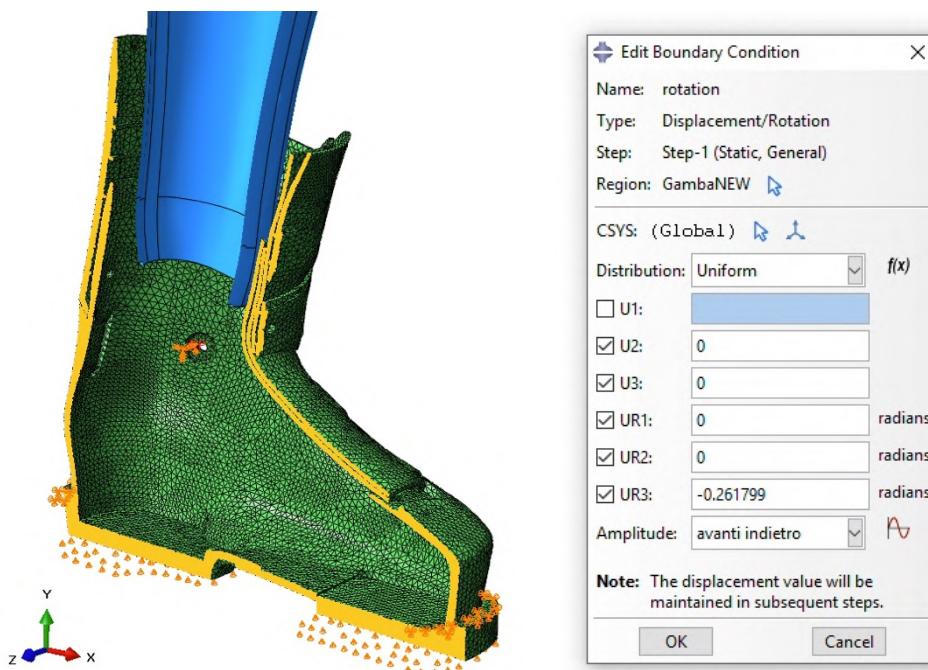 Edit Boundary Condition
Name: rotation
Type: Displacement/Rotation
Step: Step-1 (Static, General)
Region: GambaNEW
CSYS: (Global)
Distribution: Uniform f(x)
U1:
U2: 0
U3: 0
UR1: 0 radians
UR2: 0 radians
UR3: -0.261799 radians
Amplitude: avanti indietro
Note: The displacement value will be
maintained in subsequent steps.
OK Cancel
Y
Z X